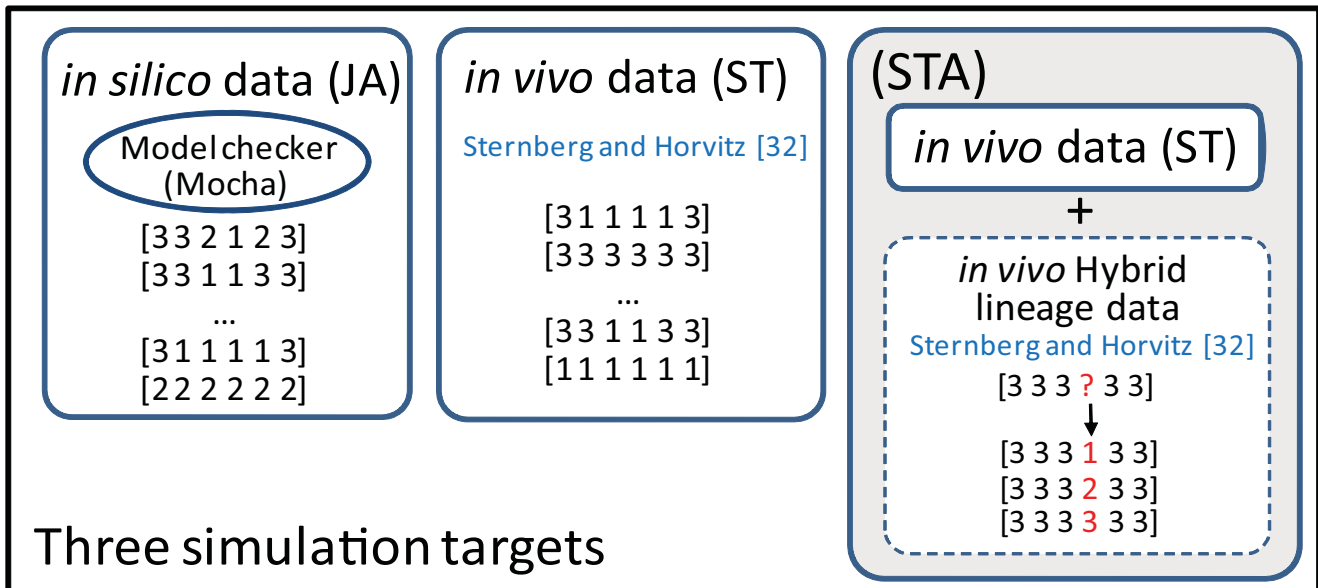 in silico data (JA)
Model checker
(Mocha)
[3 3 2 1 2 3]
[3 3 1 1 3 3]
...
[3 1 1 1 1 3]
[2 2 2 2 2 2]
in vivo data (ST)
Sternberg and Horvitz [32]
[3 1 1 1 1 3]
[3 3 3 3 3 3]
...
[3 3 1 1 3 3]
[1 1 1 1 1 1]
(STA)
in vivo data (ST)
+
in vivo Hybrid
lineage data
Sternberg and Horvitz [32]
[3 3 3 ? 3 3]
[3 3 3 1 3 3]
[3 3 3 2 3 3]
[3 3 3 3 3 3]
Three simulation targets